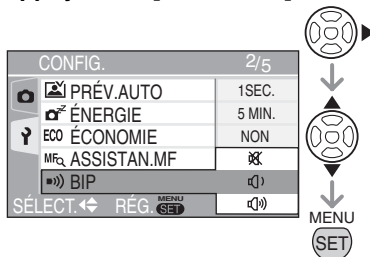 CONFIG. 2/5
PRÉV.AUTO 1SEC.
ÉNERGIE 5 MIN.
ECO ÉCONOMIE NON
MF ASSISTAN.MF
BIP
SÉLECT. RÉG. MENU SET
MENU
SET